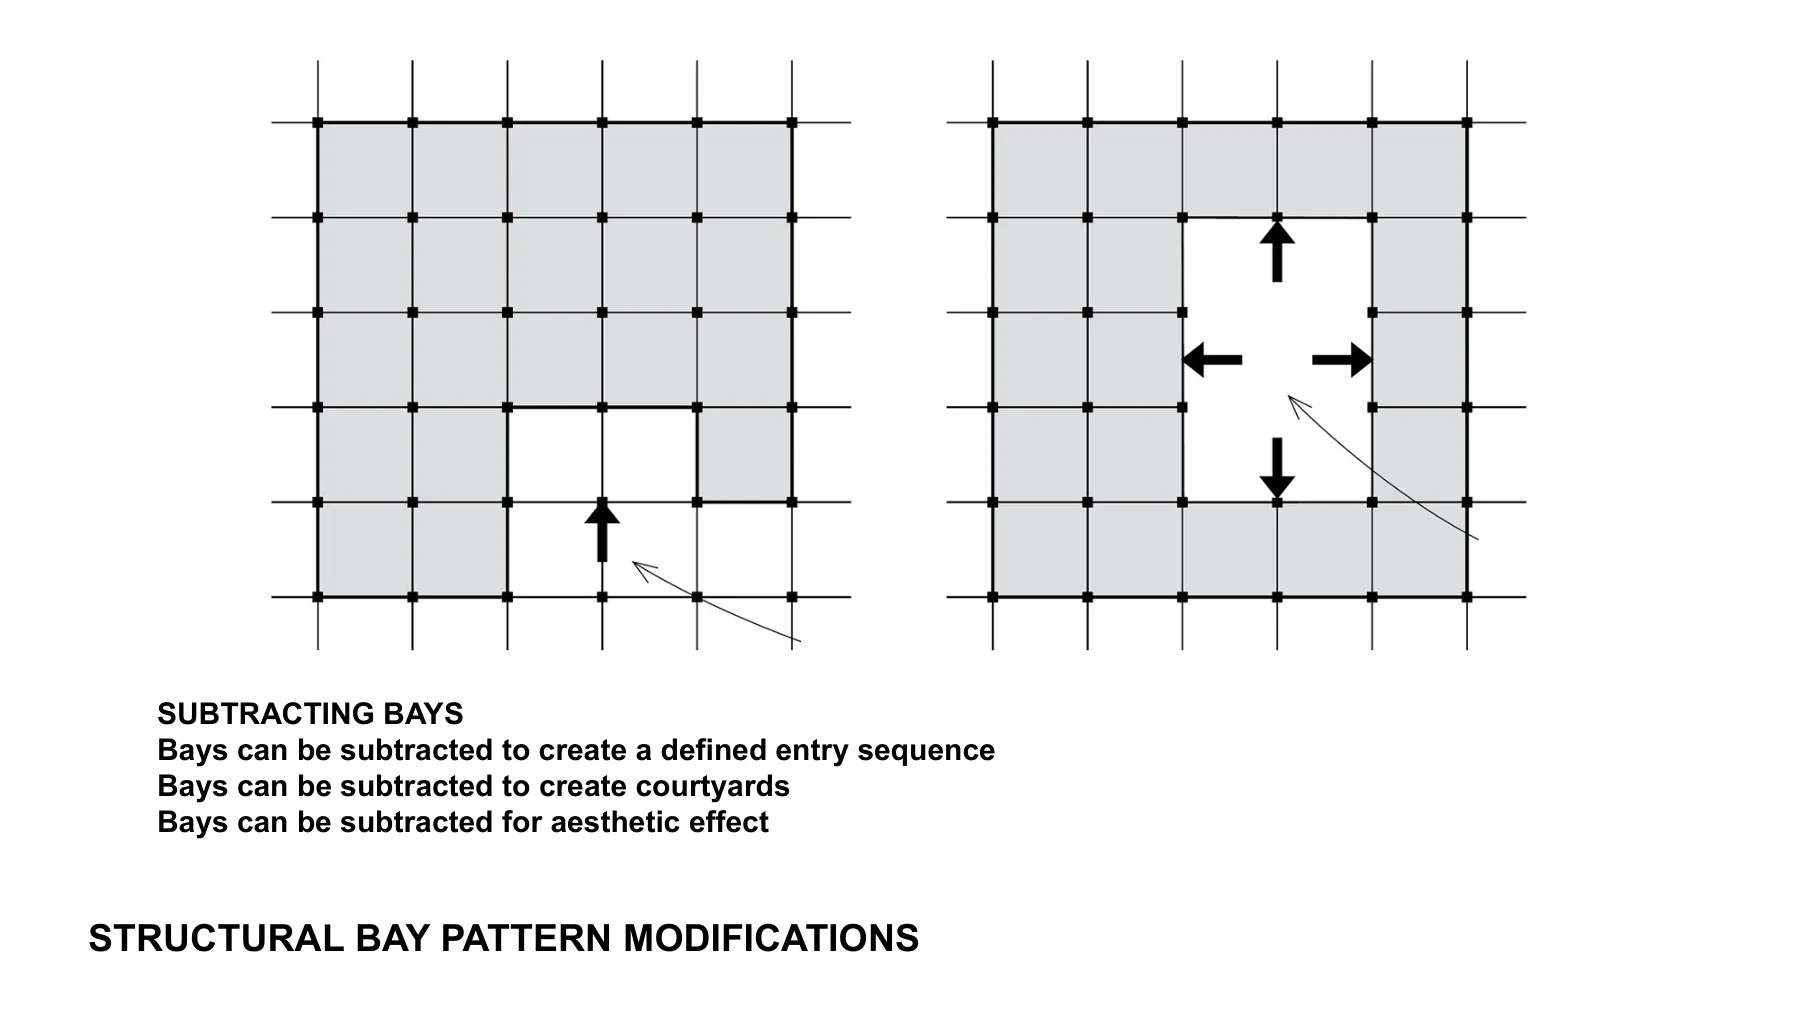 SUBTRACTING BAYS
Bays can be subtracted to create a defined entry sequence
Bays can be subtracted to create courtyards
Bays can be subtracted for aesthetic effect
STRUCTURAL BAY PATTERN MODIFICATIONS